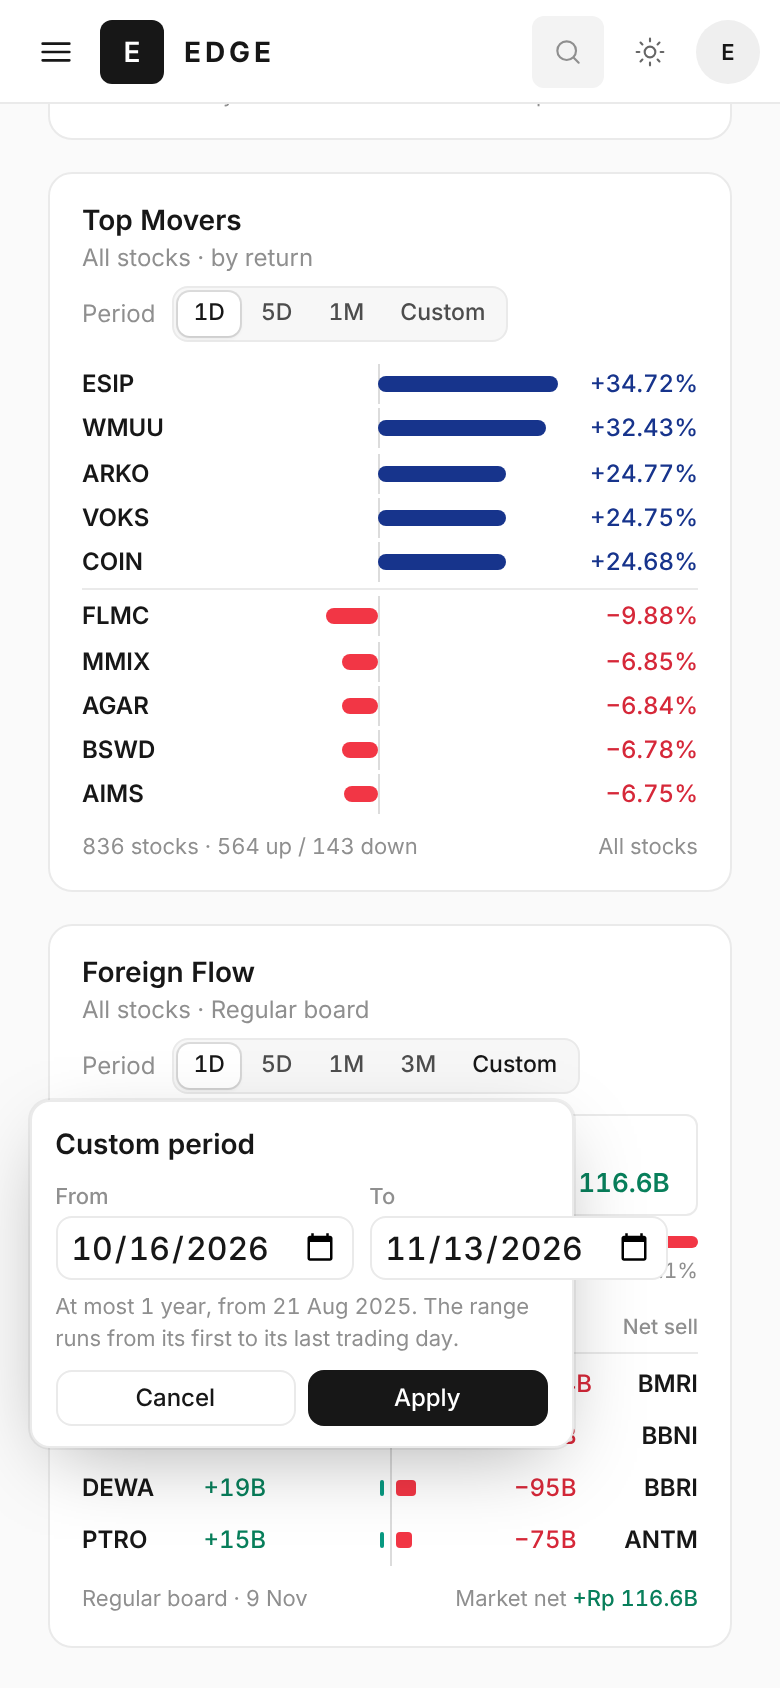 E EDGE E
Top Movers
All stocks · by return
Period 1D 5D 1M Custom
ESIP +34.72%
WMUU +32.43%
ARKO +24.77%
VOKS +24.75%
COIN +24.68%
FLMC −9.88%
MMIX −6.85%
AGAR −6.84%
BSWD −6.78%
AIMS −6.75%
836 stocks · 564 up / 143 down All stocks
Foreign Flow
All stocks · Regular board
Period 1D 5D 1M 3M Custom
Custom period
116.6B
From To
10/16/2026 11/13/2026
1%
At most 1 year, from 21 Aug 2025. The range
runs from its first to its last trading day.
Net sell
Cancel Apply
B BMRI
BBNI
DEWA +19B −95B BBRI
PTRO +15B −75B ANTM
Regular board · 9 Nov Market net +Rp 116.6B